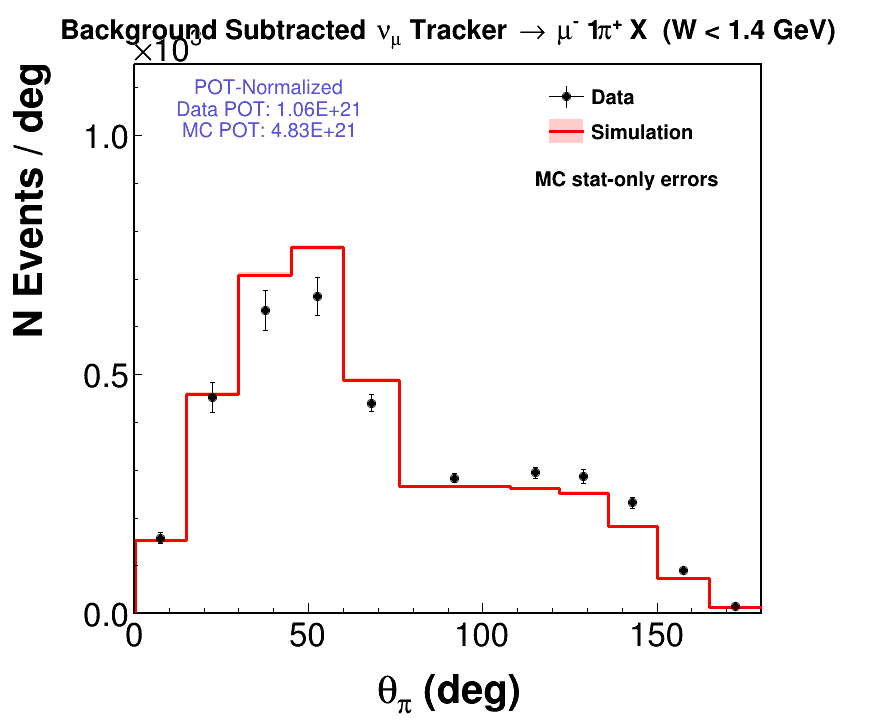 Background Subtracted ν_μ Tracker → μ⁻ 1π⁺ X (W < 1.4 GeV)
×10³
POT-Normalized
Data POT: 1.06E+21
MC POT: 4.83E+21
Data
Simulation
MC stat-only errors
N Events / deg
1.0
0.5
0.0
0 50 100 150
θ_π (deg)